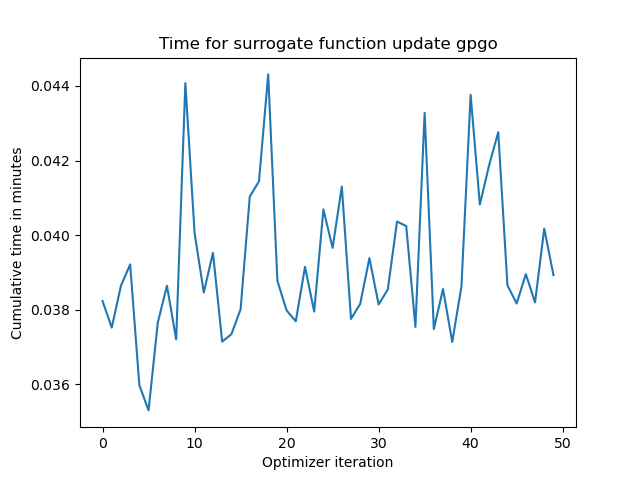 Time for surrogate function update gpgo
Cumulative time in minutes
0.044
0.042
0.040
0.038
0.036
0 10 20 30 40 50
Optimizer iteration